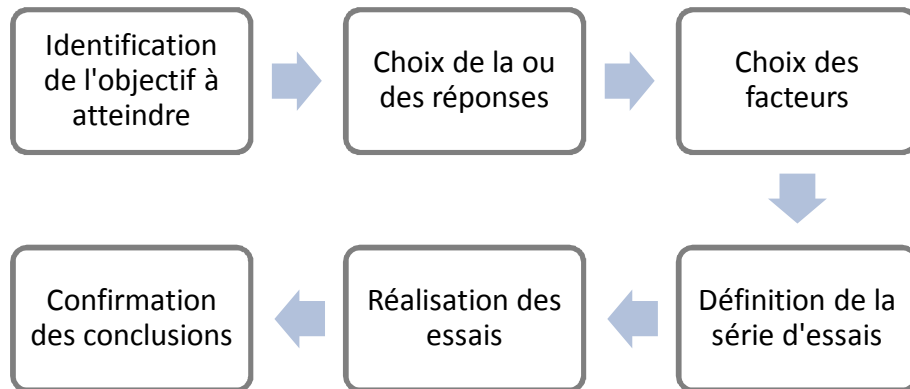 Identification
de l'objectif à
atteindre
Choix de la ou
des réponses
Choix des
facteurs
Définition de la
série d'essais
Réalisation des
essais
Confirmation
des conclusions